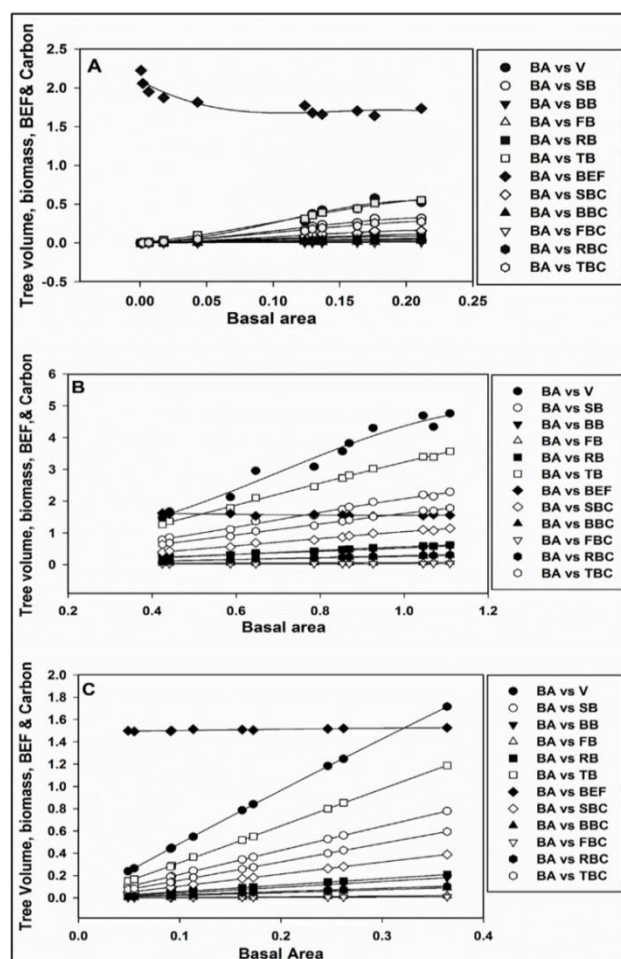 A
2.5
2.0
1.5
1.0
0.5
0.0
-0.5
0.00 0.05 0.10 0.15 0.20 0.25
Basal area
Tree volume, biomass, BEF& Carbon
BA vs V
BA vs SB
BA vs BB
BA vs FB
BA vs RB
BA vs TB
BA vs BEF
BA vs SBC
BA vs BBC
BA vs FBC
BA vs RBC
BA vs TBC
B
6
5
4
3
2
1
0
0.2 0.4 0.6 0.8 1.0 1.2
Basal area
Tree volume, biomass, BEF,& Carbon
BA vs V
BA vs SB
BA vs BB
BA vs FB
BA vs RB
BA vs TB
BA vs BEF
BA vs SBC
BA vs BBC
BA vs FBC
BA vs RBC
BA vs TBC
C
2.0
1.8
1.6
1.4
1.2
1.0
0.8
0.6
0.4
0.2
0.0
0.0 0.1 0.2 0.3 0.4
Basal Area
Tree Volume, biomass, BEF & Carbon
BA vs V
BA vs SB
BA vs BB
BA vs FB
BA vs RB
BA vs TB
BA vs BEF
BA vs SBC
BA vs BBC
BA vs FBC
BA vs RBC
BA vs TBC